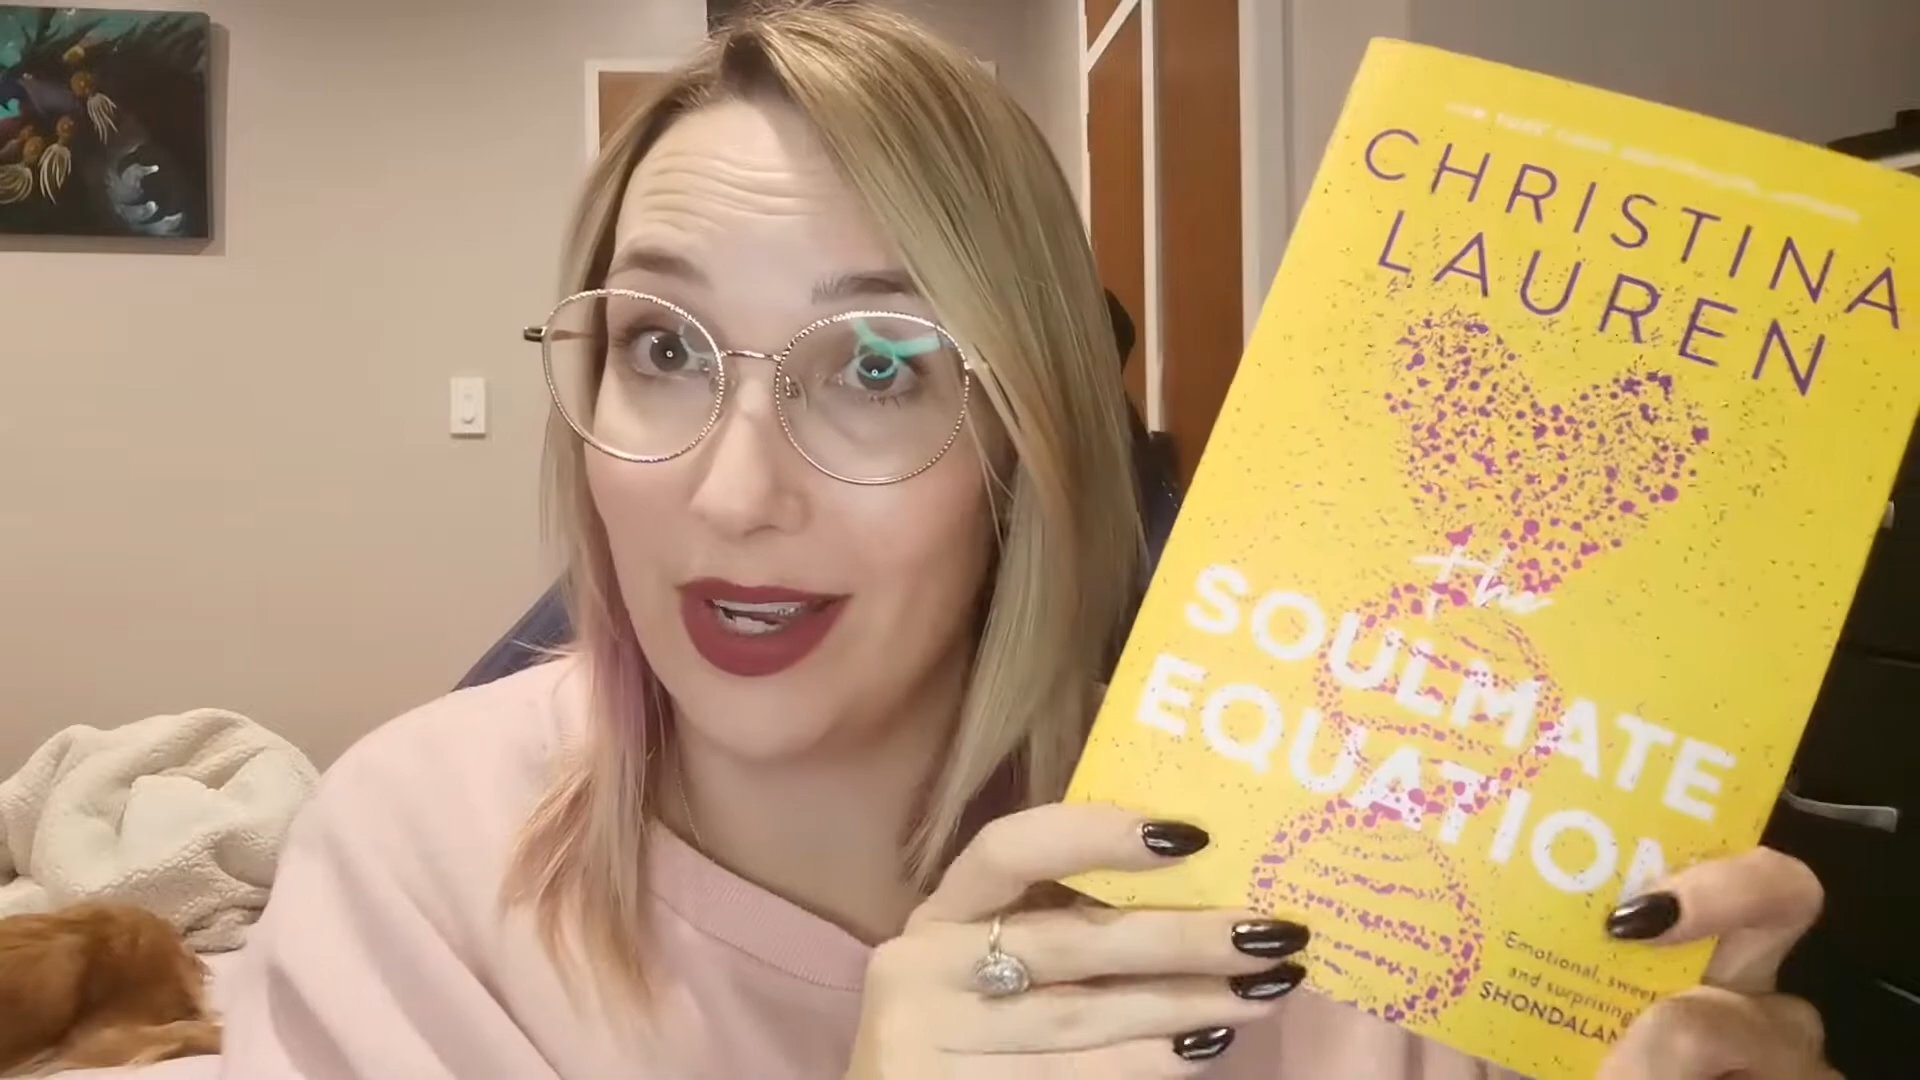 CHRISTINA
LAUREN
the
SOULMATE
EQUATION
'Emotional, sweet
and surprising'
SHONDALAN